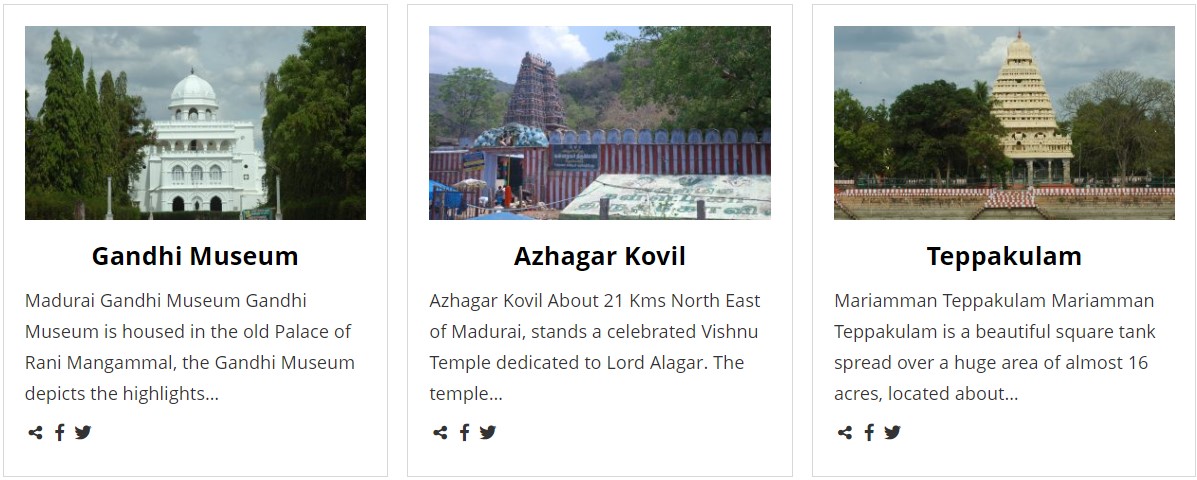 Gandhi Museum
Madurai Gandhi Museum Gandhi
Museum is housed in the old Palace of
Rani Mangammal, the Gandhi Museum
depicts the highlights...
Azhagar Kovil
Azhagar Kovil About 21 Kms North East
of Madurai, stands a celebrated Vishnu
Temple dedicated to Lord Alagar. The
temple...
Teppakulam
Mariamman Teppakulam Mariamman
Teppakulam is a beautiful square tank
spread over a huge area of almost 16
acres, located about...